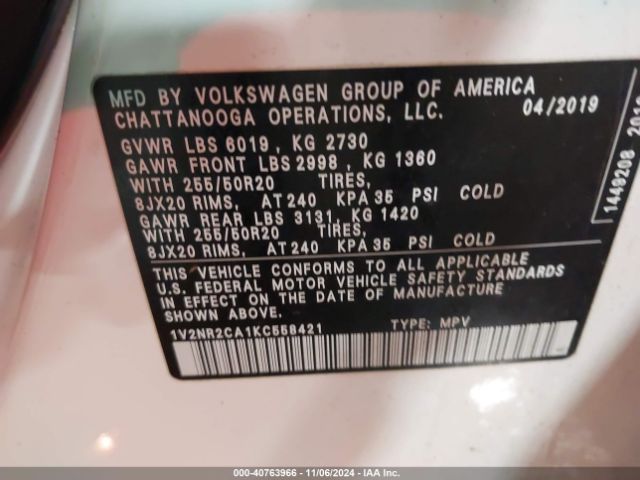 MFD BY VOLKSWAGEN GROUP OF AMERICA
CHATTANOOGA OPERATIONS, LLC. 04/2019
GVWR LBS 6019, KG 2730
GAWR FRONT LBS 2998, KG 1360
WITH 255/50R20 TIRES,
8JX20 RIMS, AT 240 KPA 35 PSI COLD
GAWR REAR LBS 3131, KG 1420
WITH 255/50R20 TIRES,
8JX20 RIMS, AT 240 KPA 35 PSI COLD
THIS VEHICLE CONFORMS TO ALL APPLICABLE
U.S. FEDERAL MOTOR VEHICLE SAFETY STANDARDS
IN EFFECT ON THE DATE OF MANUFACTURE
SHOWN ABOVE.
1V2NR2CA1KC558421 TYPE: MPV
1449208
000-40763966 - 11/06/2024 - IAAI.com